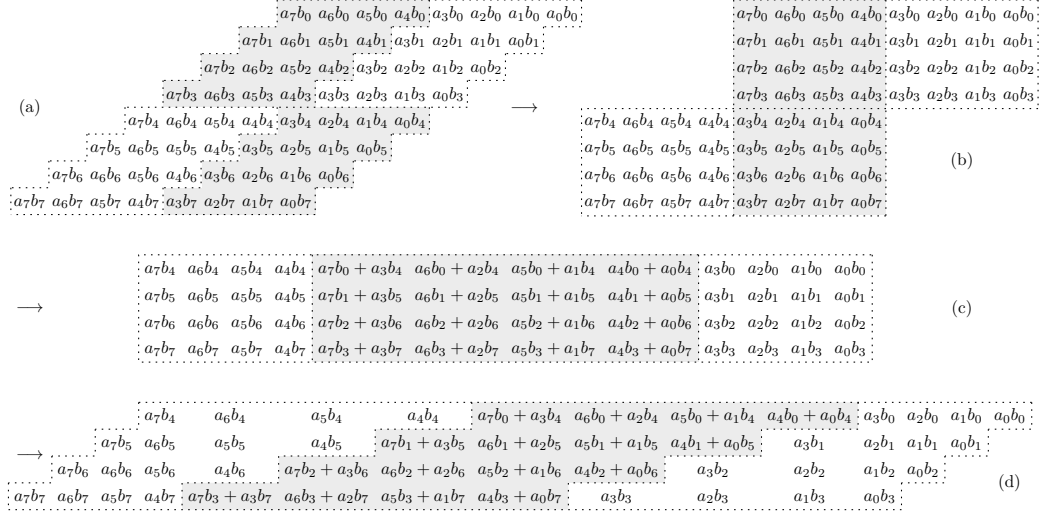 a₇b₀ a₆b₀ a₅b₀ a₄b₀ a₃b₀ a₂b₀ a₁b₀ a₀b₀
a₇b₁ a₆b₁ a₅b₁ a₄b₁ a₃b₁ a₂b₁ a₁b₁ a₀b₁
a₇b₂ a₆b₂ a₅b₂ a₄b₂ a₃b₂ a₂b₂ a₁b₂ a₀b₂
a₇b₃ a₆b₃ a₅b₃ a₄b₃ a₃b₃ a₂b₃ a₁b₃ a₀b₃
(a) →
a₇b₄ a₆b₄ a₅b₄ a₄b₄ a₃b₄ a₂b₄ a₁b₄ a₀b₄
a₇b₅ a₆b₅ a₅b₅ a₄b₅ a₃b₅ a₂b₅ a₁b₅ a₀b₅
a₇b₆ a₆b₆ a₅b₆ a₄b₆ a₃b₆ a₂b₆ a₁b₆ a₀b₆
a₇b₇ a₆b₇ a₅b₇ a₄b₇ a₃b₇ a₂b₇ a₁b₇ a₀b₇
a₇b₀ a₆b₀ a₅b₀ a₄b₀ a₃b₀ a₂b₀ a₁b₀ a₀b₀
a₇b₁ a₆b₁ a₅b₁ a₄b₁ a₃b₁ a₂b₁ a₁b₁ a₀b₁
a₇b₂ a₆b₂ a₅b₂ a₄b₂ a₃b₂ a₂b₂ a₁b₂ a₀b₂
a₇b₃ a₆b₃ a₅b₃ a₄b₃ a₃b₃ a₂b₃ a₁b₃ a₀b₃
a₇b₄ a₆b₄ a₅b₄ a₄b₄ a₃b₄ a₂b₄ a₁b₄ a₀b₄
a₇b₅ a₆b₅ a₅b₅ a₄b₅ a₃b₅ a₂b₅ a₁b₅ a₀b₅
(b)
a₇b₆ a₆b₆ a₅b₆ a₄b₆ a₃b₆ a₂b₆ a₁b₆ a₀b₆
a₇b₇ a₆b₇ a₅b₇ a₄b₇ a₃b₇ a₂b₇ a₁b₇ a₀b₇
a₇b₄ a₆b₄ a₅b₄ a₄b₄ a₇b₀ + a₃b₄ a₆b₀ + a₂b₄ a₅b₀ + a₁b₄ a₄b₀ + a₀b₄ a₃b₀ a₂b₀ a₁b₀ a₀b₀
a₇b₅ a₆b₅ a₅b₅ a₄b₅ a₇b₁ + a₃b₅ a₆b₁ + a₂b₅ a₅b₁ + a₁b₅ a₄b₁ + a₀b₅ a₃b₁ a₂b₁ a₁b₁ a₀b₁
→ (c)
a₇b₆ a₆b₆ a₅b₆ a₄b₆ a₇b₂ + a₃b₆ a₆b₂ + a₂b₆ a₅b₂ + a₁b₆ a₄b₂ + a₀b₆ a₃b₂ a₂b₂ a₁b₂ a₀b₂
a₇b₇ a₆b₇ a₅b₇ a₄b₇ a₇b₃ + a₃b₇ a₆b₃ + a₂b₇ a₅b₃ + a₁b₇ a₄b₃ + a₀b₇ a₃b₃ a₂b₃ a₁b₃ a₀b₃
a₇b₄ a₆b₄ a₅b₄ a₄b₄ a₇b₀ + a₃b₄ a₆b₀ + a₂b₄ a₅b₀ + a₁b₄ a₄b₀ + a₀b₄ a₃b₀ a₂b₀ a₁b₀ a₀b₀
a₇b₅ a₆b₅ a₅b₅ a₄b₅ a₇b₁ + a₃b₅ a₆b₁ + a₂b₅ a₅b₁ + a₁b₅ a₄b₁ + a₀b₅ a₃b₁ a₂b₁ a₁b₁ a₀b₁
→
a₇b₆ a₆b₆ a₅b₆ a₄b₆ a₇b₂ + a₃b₆ a₆b₂ + a₂b₆ a₅b₂ + a₁b₆ a₄b₂ + a₀b₆ a₃b₂ a₂b₂ a₁b₂ a₀b₂
(d)
a₇b₇ a₆b₇ a₅b₇ a₄b₇ a₇b₃ + a₃b₇ a₆b₃ + a₂b₇ a₅b₃ + a₁b₇ a₄b₃ + a₀b₇ a₃b₃ a₂b₃ a₁b₃ a₀b₃